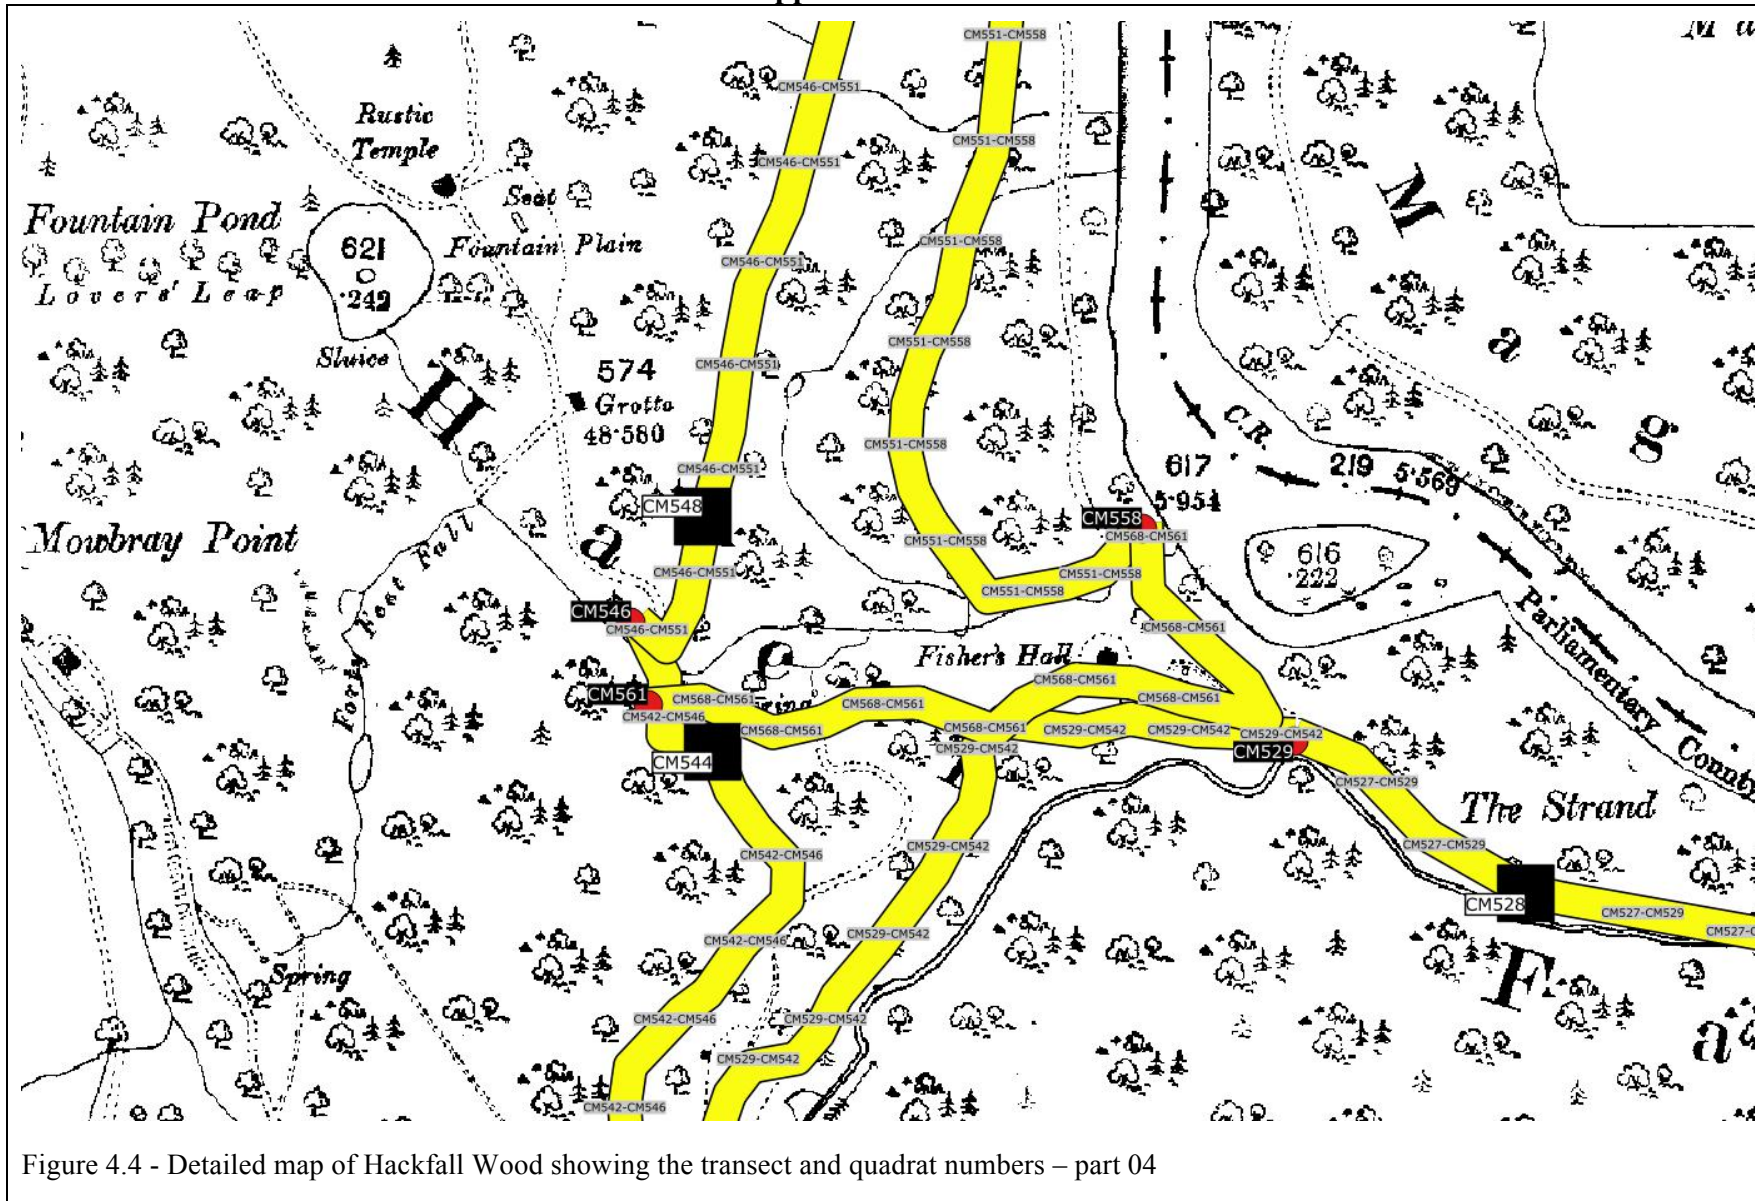 CM551-CM558
CM546-CM551
Rustic
Temple
CM551-CM558
CM546-CM551
M
Seat
Fountain Pond
621
Fountain Plain
CM551-CM558
CM546-CM551
Lovers' Leap
·242
CM551-CM558
a
Sluice
H
CM546-CM551
574
Grotto
48·580
C.R.
g
CM551-CM558
CM546-CM551
617
219
5·569
5·954
CM548
CM558
CM568-CM561
Mowbray Point
a
CM551-CM558
616
·222
Forty Feet Fall
CM546-CM551
CM551-CM558
CM551-CM558
CM546
CM546-CM551
CM568-CM561
Parliamentary County
c
Fisher's Hall
CM568-CM561
CM561
CM568-CM561
CM568-CM561
CM568-CM561
CM542-CM546
CM568-CM561
CM568-CM561
CM529-CM542
CM529-CM542
CM529-CM542
CM529-CM542
CM529
CM544
CM527-CM529
The Strand
CM542-CM546
CM529-CM542
CM527-CM529
CM528
CM527-CM529
CM542-CM546
CM529-CM542
Spring
F
CM542-CM546
CM529-CM542
a
CM529-CM542
CM542-CM546
Figure 4.4 - Detailed map of Hackfall Wood showing the transect and quadrat numbers – part 04